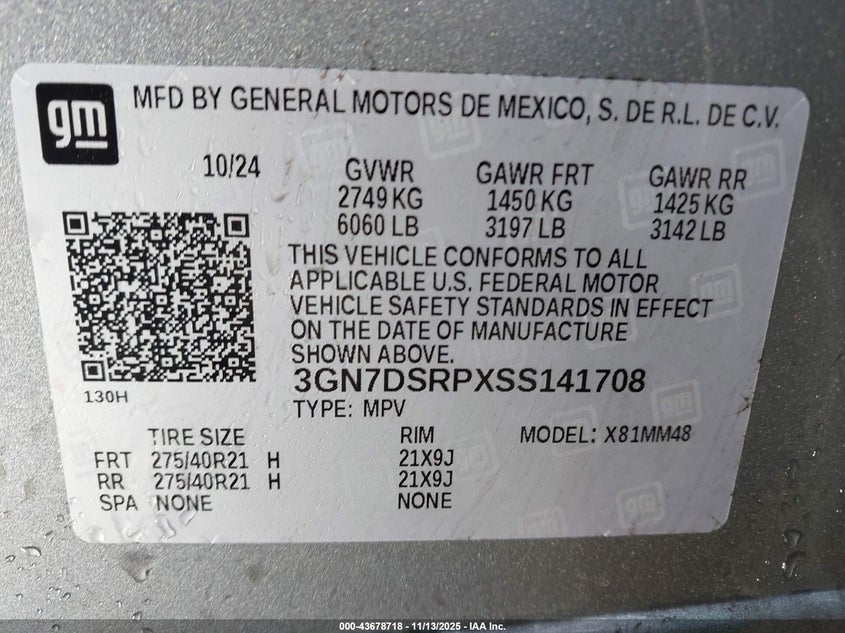 gm
MFD BY GENERAL MOTORS DE MEXICO, S. DE R.L. DE C.V.
10/24 GVWR GAWR FRT GAWR RR
2749 KG 1450 KG 1425 KG
6060 LB 3197 LB 3142 LB
THIS VEHICLE CONFORMS TO ALL
APPLICABLE U.S. FEDERAL MOTOR
VEHICLE SAFETY STANDARDS IN EFFECT
ON THE DATE OF MANUFACTURE
SHOWN ABOVE.
3GN7DSRPXSS141708
130H
TYPE: MPV
TIRE SIZE RIM MODEL: X81MM48
FRT 275/40R21 H 21X9J
RR 275/40R21 H 21X9J
SPA NONE NONE
000-43678718 - 11/13/2025 - IAA Inc.